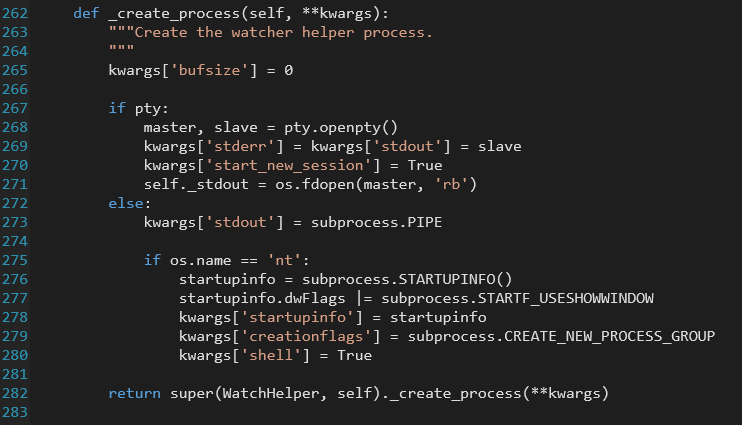 262     def _create_process(self, **kwargs):
263         """Create the watcher helper process.
264         """
265         kwargs['bufsize'] = 0
266
267         if pty:
268             master, slave = pty.openpty()
269             kwargs['stderr'] = kwargs['stdout'] = slave
270             kwargs['start_new_session'] = True
271             self._stdout = os.fdopen(master, 'rb')
272         else:
273             kwargs['stdout'] = subprocess.PIPE
274
275             if os.name == 'nt':
276                 startupinfo = subprocess.STARTUPINFO()
277                 startupinfo.dwFlags |= subprocess.STARTF_USESHOWWINDOW
278                 kwargs['startupinfo'] = startupinfo
279                 kwargs['creationflags'] = subprocess.CREATE_NEW_PROCESS_GROUP
280                 kwargs['shell'] = True
281
282         return super(WatchHelper, self)._create_process(**kwargs)
283